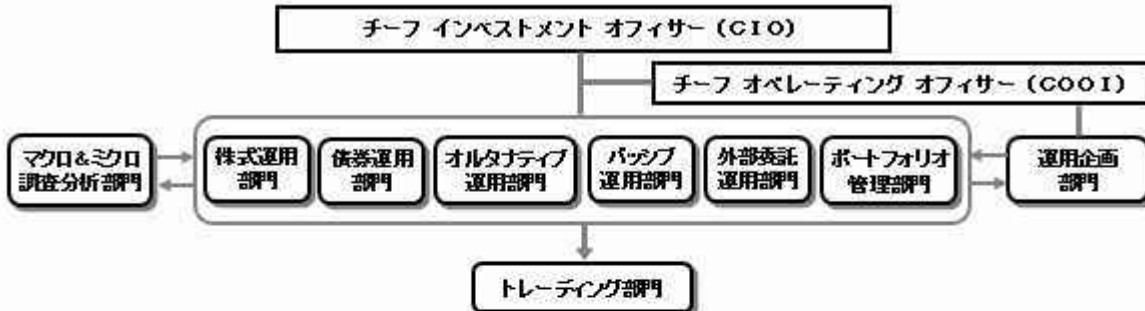 チーフ インベストメント オフィサー (CIO)
チーフ オペレーティング オフィサー (COOI)
マクロ&ミクロ
調査分析部門
株式運用
部門
債券運用
部門
オルタナティブ
運用部門
パッシブ
運用部門
外部委託
運用部門
ポートフォリオ
管理部門
運用企画
部門
トレーディング部門